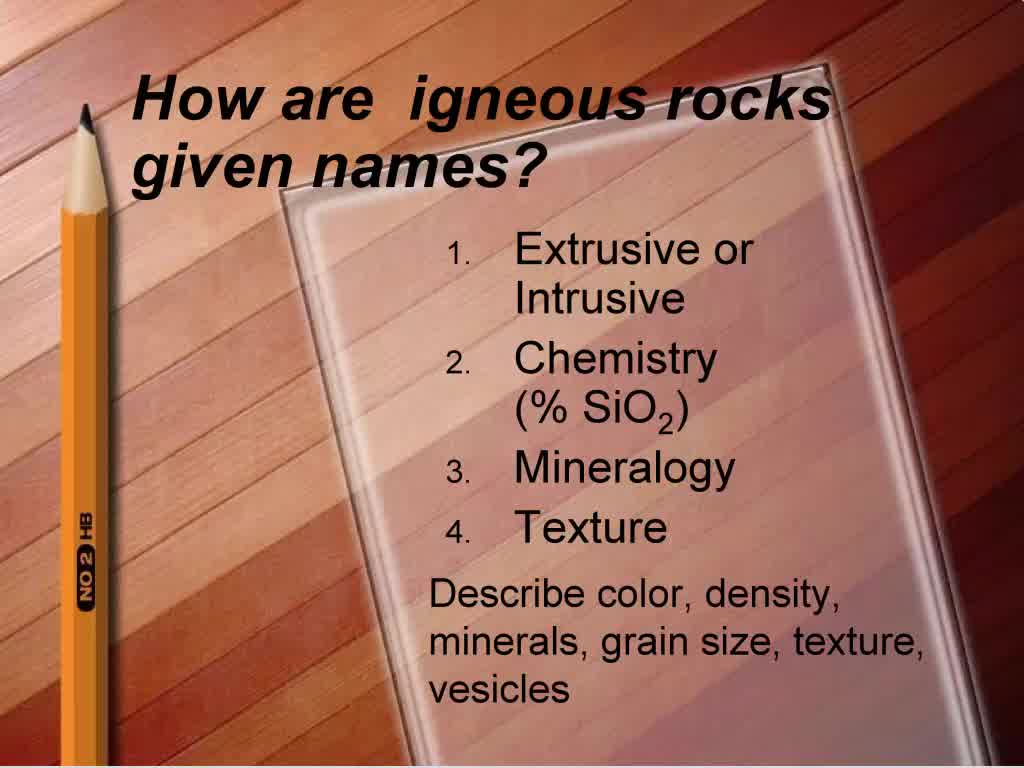 How are  igneous rocks
given names?
1. Extrusive or
Intrusive
2. Chemistry
(% SiO₂)
3. Mineralogy
4. Texture
Describe color, density,
minerals, grain size, texture,
vesicles
NO 2 HB